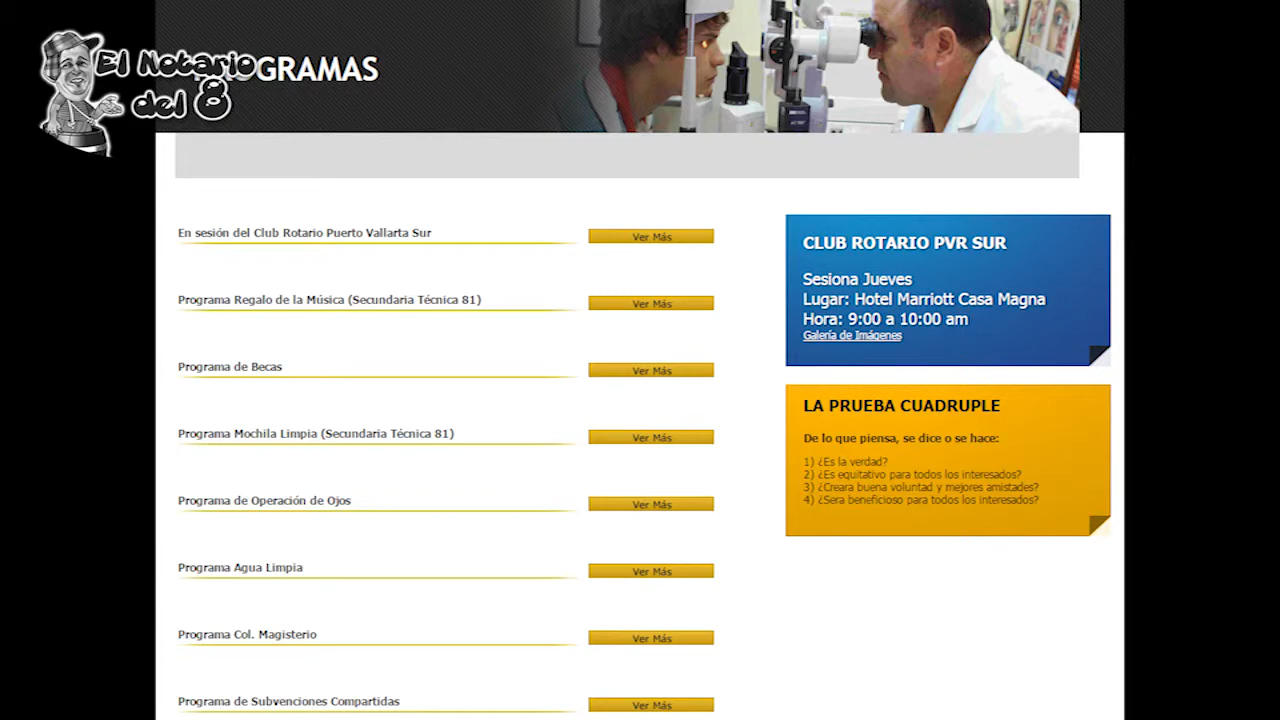 El Notario
del 8
OGRAMAS
En sesión del Club Rotario Puerto Vallarta Sur
Ver Más
Programa Regalo de la Música (Secundaria Técnica 81)
Ver Más
Programa de Becas
Ver Más
Programa Mochila Limpia (Secundaria Técnica 81)
Ver Más
Programa de Operación de Ojos
Ver Más
Programa Agua Limpia
Ver Más
Programa Col. Magisterio
Ver Más
Programa de Subvenciones Compartidas
Ver Más
CLUB ROTARIO PVR SUR
Sesiona Jueves
Lugar: Hotel Marriott Casa Magna
Hora: 9:00 a 10:00 am
Galería de Imágenes
LA PRUEBA CUADRUPLE
De lo que piensa, se dice o se hace:
1) ¿Es la verdad?
2) ¿Es equitativo para todos los interesados?
3) ¿Creara buena voluntad y mejores amistades?
4) ¿Sera beneficioso para todos los interesados?